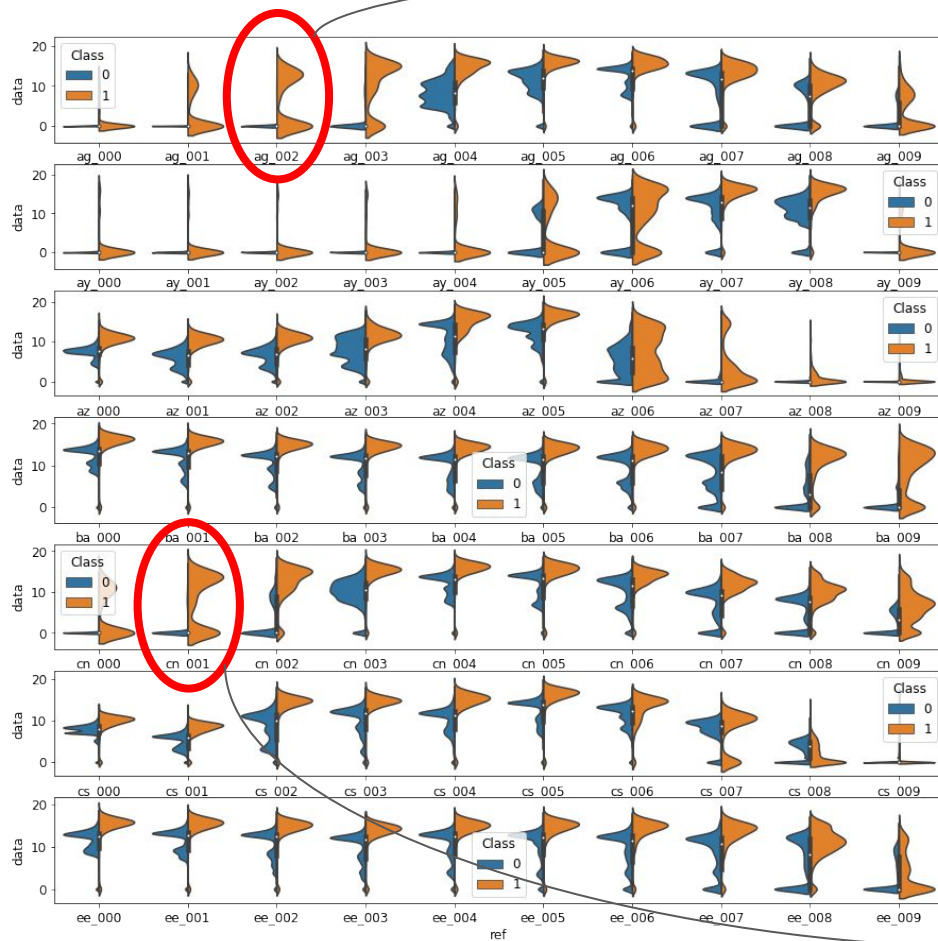 20
Class
data
10
0
1
0
ag_000 ag_001 ag_002 ag_003 ag_004 ag_005 ag_006 ag_007 ag_008 ag_009
20
Class
data
10
0
1
0
ay_000 ay_001 ay_002 ay_003 ay_004 ay_005 ay_006 ay_007 ay_008 ay_009
20
Class
data
10
0
1
0
az_000 az_001 az_002 az_003 az_004 az_005 az_006 az_007 az_008 az_009
20
data
10
Class
0
1
0
ba_000 ba_001 ba_002 ba_003 ba_004 ba_005 ba_006 ba_007 ba_008 ba_009
20
Class
data
10
0
1
0
cn_000 cn_001 cn_002 cn_003 cn_004 cn_005 cn_006 cn_007 cn_008 cn_009
20
Class
data
10
0
1
0
cs_000 cs_001 cs_002 cs_003 cs_004 cs_005 cs_006 cs_007 cs_008 cs_009
20
data
10
Class
0
1
0
ee_000 ee_001 ee_002 ee_003 ee_004 ee_005 ee_006 ee_007 ee_008 ee_009
ref